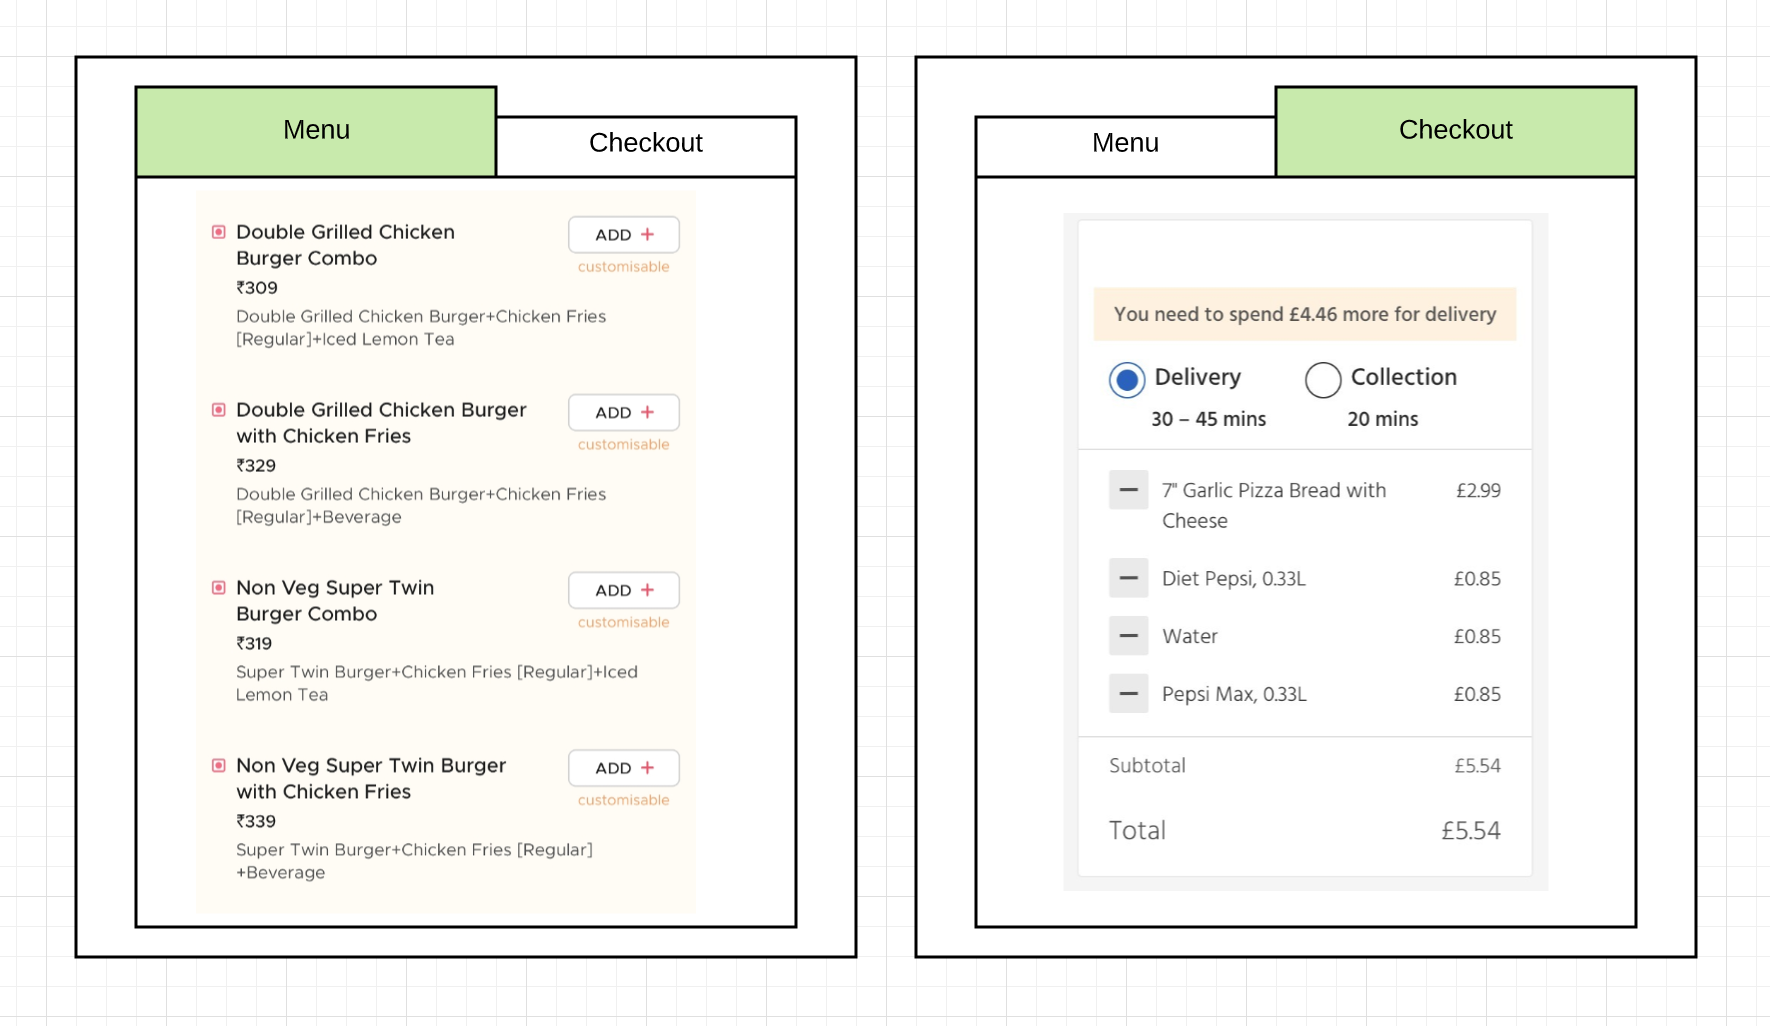 Menu
Checkout
Double Grilled Chicken
Burger Combo
ADD +
customisable
₹309
Double Grilled Chicken Burger+Chicken Fries
[Regular]+Iced Lemon Tea
Double Grilled Chicken Burger
with Chicken Fries
ADD +
customisable
₹329
Double Grilled Chicken Burger+Chicken Fries
[Regular]+Beverage
Non Veg Super Twin
Burger Combo
ADD +
customisable
₹319
Super Twin Burger+Chicken Fries [Regular]+Iced
Lemon Tea
Non Veg Super Twin Burger
with Chicken Fries
ADD +
customisable
₹339
Super Twin Burger+Chicken Fries [Regular]
+Beverage
Menu
Checkout
You need to spend £4.46 more for delivery
Delivery
30 – 45 mins
Collection
20 mins
7" Garlic Pizza Bread with
Cheese
£2.99
Diet Pepsi, 0.33L £0.85
Water £0.85
Pepsi Max, 0.33L £0.85
Subtotal £5.54
Total £5.54